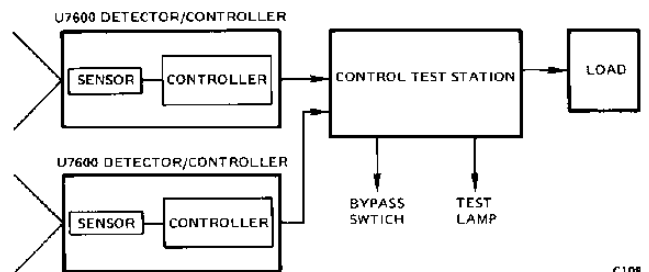 U7600 DETECTOR/CONTROLLER
SENSOR
CONTROLLER
CONTROL TEST STATION
LOAD
U7600 DETECTOR/CONTROLLER
SENSOR
CONTROLLER
BYPASS
SWTICH
TEST
LAMP
C108